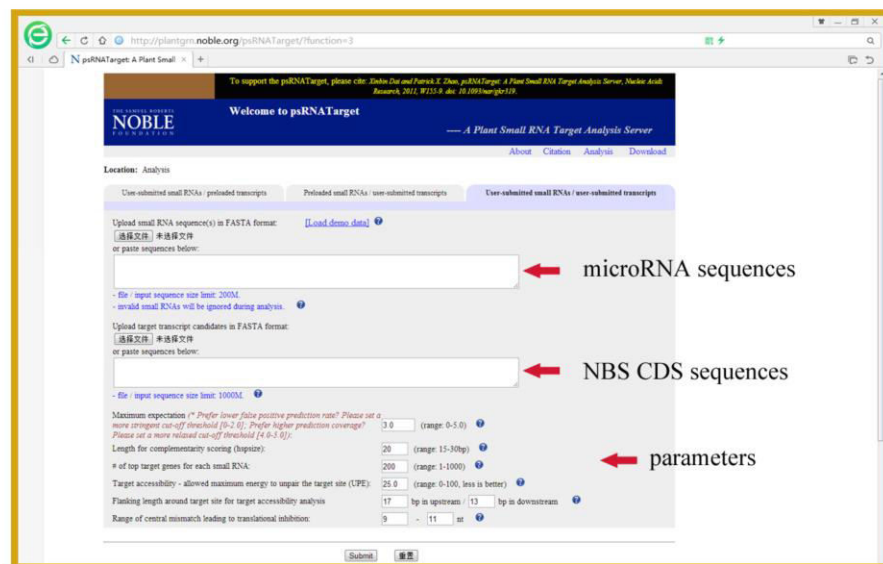 http://plantgrn.noble.org/psRNATarget/?function=3
psRNATarget: A Plant Small
To support the psRNATarget, please cite: Xinbin Dai and Patrick X. Zhao, psRNATarget: A Plant Small RNA Target Analysis Server, Nucleic Acids
Research, 2011, W155-9. doi: 10.1093/nar/gkr319.
THE SAMUEL ROBERTS
NOBLE
FOUNDATION
Welcome to psRNATarget
---- A Plant Small RNA Target Analysis Server
About Citation Analysis Download
Location: Analysis
User-submitted small RNAs / preloaded transcripts
Preloaded small RNAs / user-submitted transcripts
User-submitted small RNAs / user-submitted transcripts
Upload small RNA sequence(s) in FASTA format: [Load demo data]
选择文件 未选择文件
or paste sequences below:
microRNA sequences
- file / input sequence size limit: 200M.
- invalid small RNAs will be ignored during analysis.
Upload target transcript candidates in FASTA format:
选择文件 未选择文件
or paste sequences below:
NBS CDS sequences
- file / input sequence size limit: 1000M.
Maximum expectation (* Prefer lower false positive prediction rate? Please set a
more stringent cut-off threshold [0-2.0]; Prefer higher prediction coverage? 3.0 (range: 0-5.0)
Please set a more relaxed cut-off threshold [4.0-5.0]):
Length for complementarity scoring (hspsize): 20 (range: 15-30bp)
parameters
# of top target genes for each small RNA: 200 (range: 1-1000)
Target accessibility - allowed maximum energy to unpair the target site (UPE): 25.0 (range: 0-100, less is better)
Flanking length around target site for target accessibility analysis 17 bp in upstream / 13 bp in downstream
Range of central mismatch leading to translational inhibition: 9 - 11 nt
Submit 重置